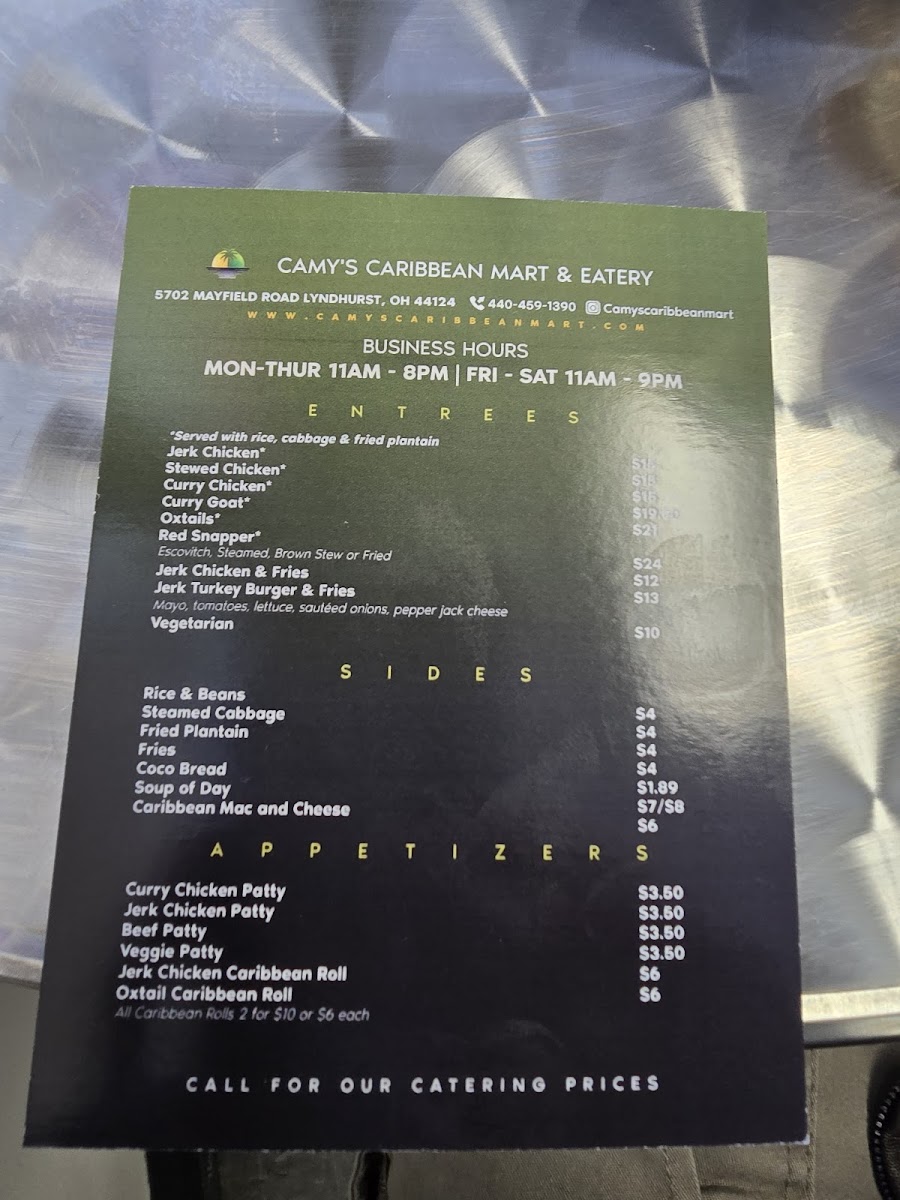 CAMY'S CARIBBEAN MART & EATERY
5702 MAYFIELD ROAD LYNDHURST, OH 44124 440-459-1390 Camyscaribbeanmart
WWW.CAMYSCARIBBEANMART.COM
BUSINESS HOURS
MON-THUR 11AM - 8PM | FRI - SAT 11AM - 9PM
ENTREES
*Served with rice, cabbage & fried plantain
Jerk Chicken*
Stewed Chicken*
Curry Chicken*
Curry Goat*
Oxtails* $21
Red Snapper* $24
Escovitch, Steamed, Brown Stew or Fried
Jerk Chicken & Fries $12
Jerk Turkey Burger & Fries $13
Mayo, tomatoes, lettuce, sautéed onions, pepper jack cheese
Vegetarian $10
SIDES
Rice & Beans $4
Steamed Cabbage $4
Fried Plantain $4
Fries $4
Coco Bread $1.89
Soup of Day $7/$8
Caribbean Mac and Cheese $6
APPETIZERS
Curry Chicken Patty $3.50
Jerk Chicken Patty $3.50
Beef Patty $3.50
Veggie Patty $3.50
Jerk Chicken Caribbean Roll $6
Oxtail Caribbean Roll $6
All Caribbean Rolls 2 for $10 or $6 each
CALL FOR OUR CATERING PRICES